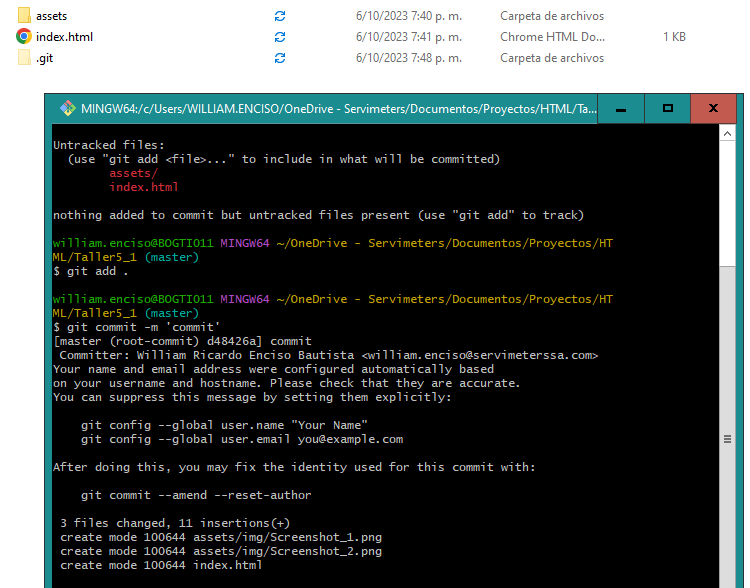 assets 6/10/2023 7:40 p. m. Carpeta de archivos
index.html 6/10/2023 7:41 p. m. Chrome HTML Do... 1 KB
.git 6/10/2023 7:48 p. m. Carpeta de archivos
MINGW64:/c/Users/WILLIAM.ENCISO/OneDrive - Servimeters/Documentos/Proyectos/HTML/Ta...
Untracked files:
  (use "git add <file>..." to include in what will be committed)
        assets/
        index.html
nothing added to commit but untracked files present (use "git add" to track)
william.enciso@BOGTIO11 MINGW64 ~/OneDrive - Servimeters/Documentos/Proyectos/HT
ML/Taller5_1 (master)
$ git add .
william.enciso@BOGTIO11 MINGW64 ~/OneDrive - Servimeters/Documentos/Proyectos/HT
ML/Taller5_1 (master)
$ git commit -m 'commit'
[master (root-commit) d48426a] commit
 Committer: William Ricardo Enciso Bautista <william.enciso@servimeterssa.com>
Your name and email address were configured automatically based
on your username and hostname. Please check that they are accurate.
You can suppress this message by setting them explicitly:
    git config --global user.name "Your Name"
    git config --global user.email you@example.com
After doing this, you may fix the identity used for this commit with:
    git commit --amend --reset-author
 3 files changed, 11 insertions(+)
 create mode 100644 assets/img/Screenshot_1.png
 create mode 100644 assets/img/Screenshot_2.png
 create mode 100644 index.html